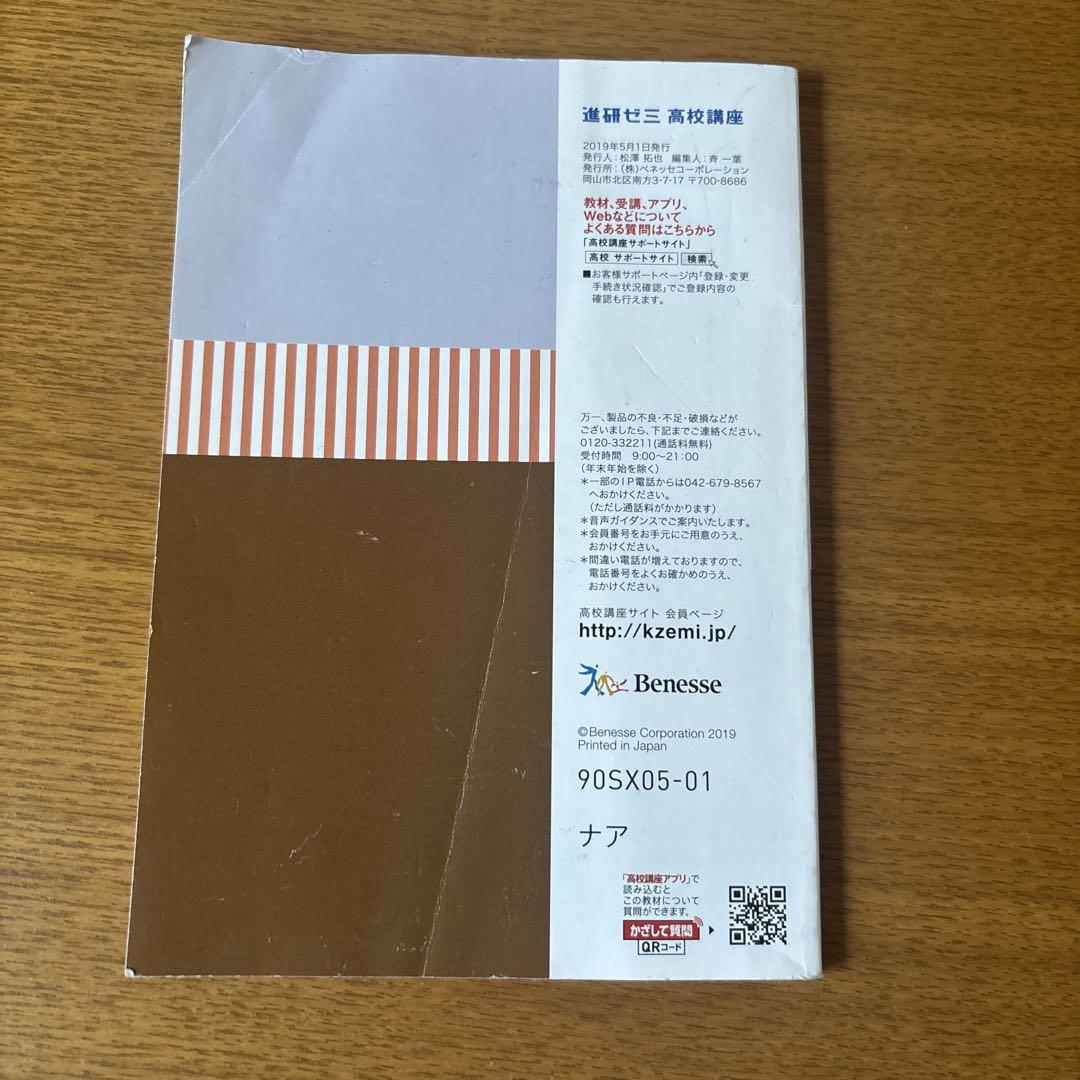 進研ゼミ 高校講座
2019年5月1日発行
発行人：松澤 拓也　編集人：斉 一葉
発行所：（株）ベネッセコーポレーション
岡山市北区南方3-7-17 〒700-8686
教材、受講、アプリ、
Webなどについて
よくある質問はこちらから
「高校講座サポートサイト」
高校 サポートサイト 検索
■お客様サポートページ内「登録・変更
手続き状況確認」でご登録内容の
確認も行えます。
万一、製品の不良・不足・破損などが
ございましたら、下記までご連絡ください。
0120-332211（通話料無料）
受付時間　9:00〜21:00
（年末年始を除く）
＊一部のIP電話からは042-679-8567
へおかけください。
（ただし通話料がかかります）
＊音声ガイダンスでご案内いたします。
＊会員番号をお手元にご用意のうえ、
おかけください。
＊間違い電話が増えておりますので、
電話番号をよくお確かめのうえ、
おかけください。
高校講座サイト 会員ページ
http://kzemi.jp/
Benesse
©Benesse Corporation 2019
Printed in Japan
90SX05-01
ナア
「高校講座アプリ」で
読み込むと
この教材について
質問ができます。
かざして質問
QRコード